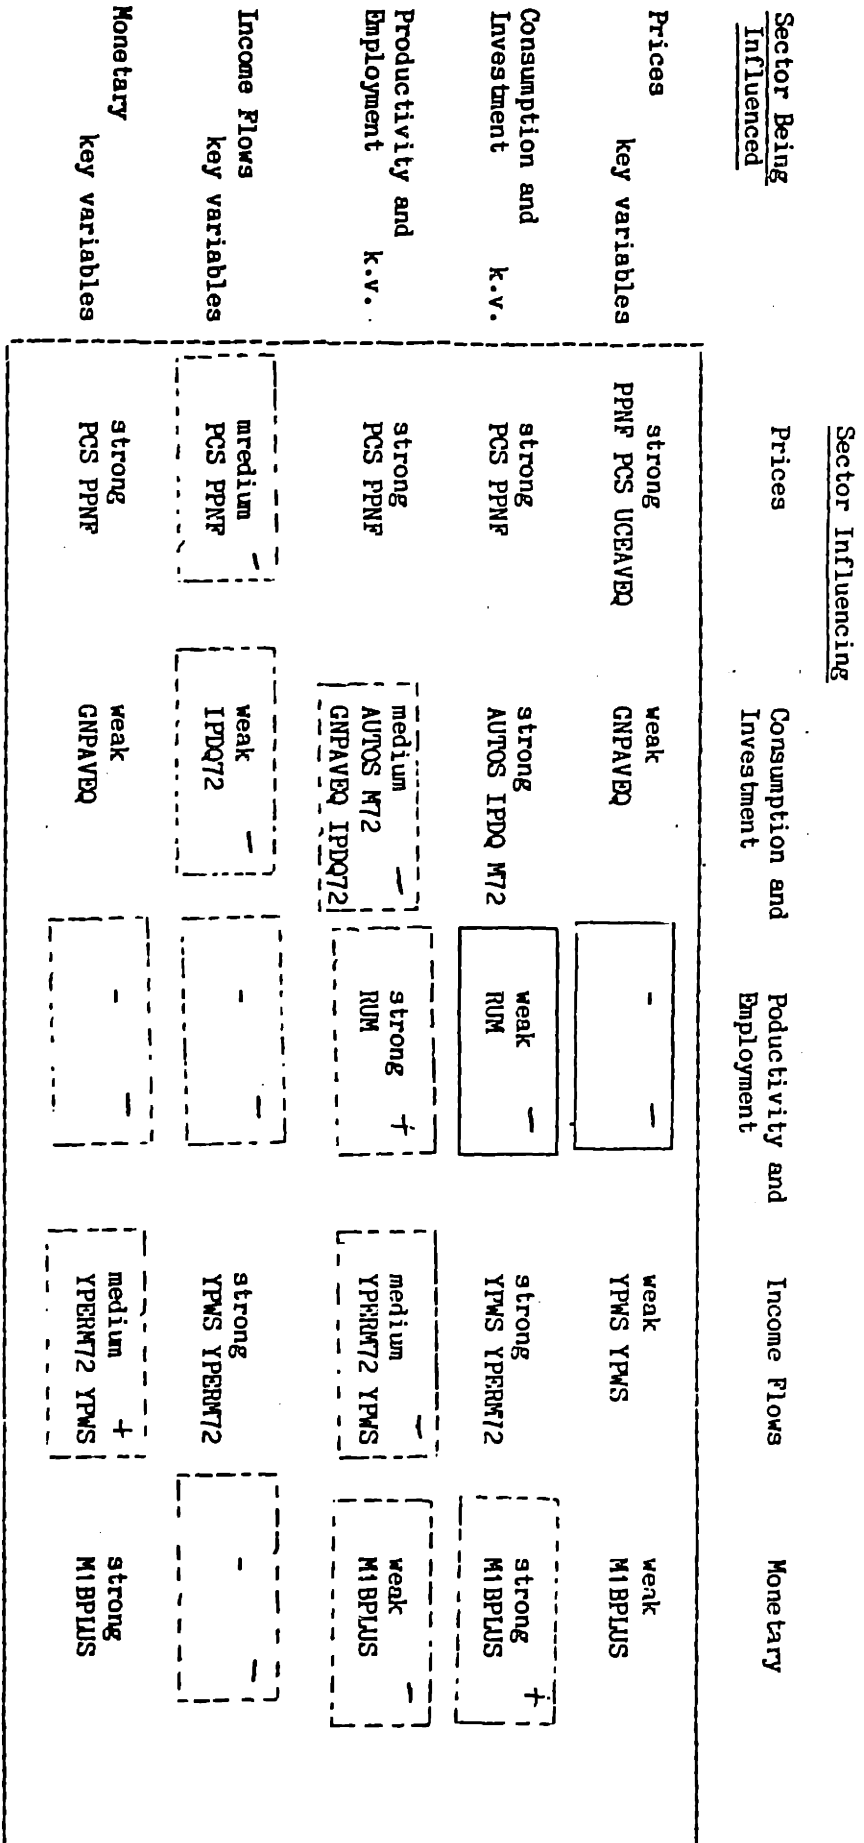 Sector Influencing
Sector Being
Influenced
Prices
Consumption and
Investment
Poductivity and
Employment
Income Flows
Monetary
Prices
key variables
strong
PPNF PCS UCEAVEQ
weak
GNPAVEQ
- −
weak
YPWS YPWS
weak
M1BPLUS
Consumption and
Investment k.v.
strong
PCS PPNF
strong
AUTOS IPDQ M72
weak
RUM −
strong
YPWS YPERM72
strong
M1BPLUS +
Productivity and
Employment k.v.
strong
PCS PPNF
medium
AUTOS M72 −
GNPAVEQ IPDQ72
strong
RUM +
medium
YPERM72 YPWS −
weak
M1BPLUS −
Income Flows
key variables
mredium
PCS PPNF −
weak
IPDQ72 −
- −
strong
YPWS YPERM72
- −
Monetary
key variables
strong
PCS PPNF
weak
GNPAVEQ
- −
medium
YPERM72 YPWS +
strong
M1BPLUS